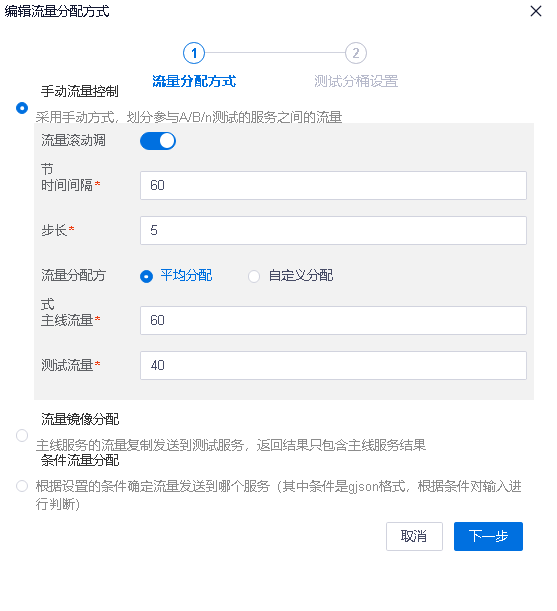 编辑流量分配方式
1 2
流量分配方式 测试分桶设置
手动流量控制
采用手动方式，划分参与A/B/n测试的服务之间的流量
流量滚动调
节
时间间隔* 60
步长* 5
流量分配方 平均分配 自定义分配
式
主线流量* 60
测试流量* 40
流量镜像分配
主线服务的流量复制发送到测试服务，返回结果只包含主线服务结果
条件流量分配
根据设置的条件确定流量发送到哪个服务（其中条件是gjson格式，根据条件对输入进
行判断）
取消 下一步